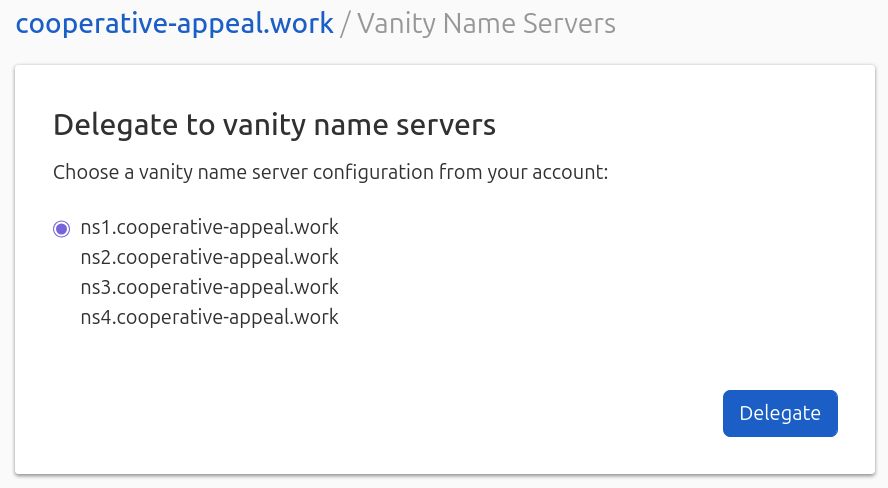 cooperative-appeal.work / Vanity Name Servers
Delegate to vanity name servers
Choose a vanity name server configuration from your account:
ns1.cooperative-appeal.work
ns2.cooperative-appeal.work
ns3.cooperative-appeal.work
ns4.cooperative-appeal.work
Delegate